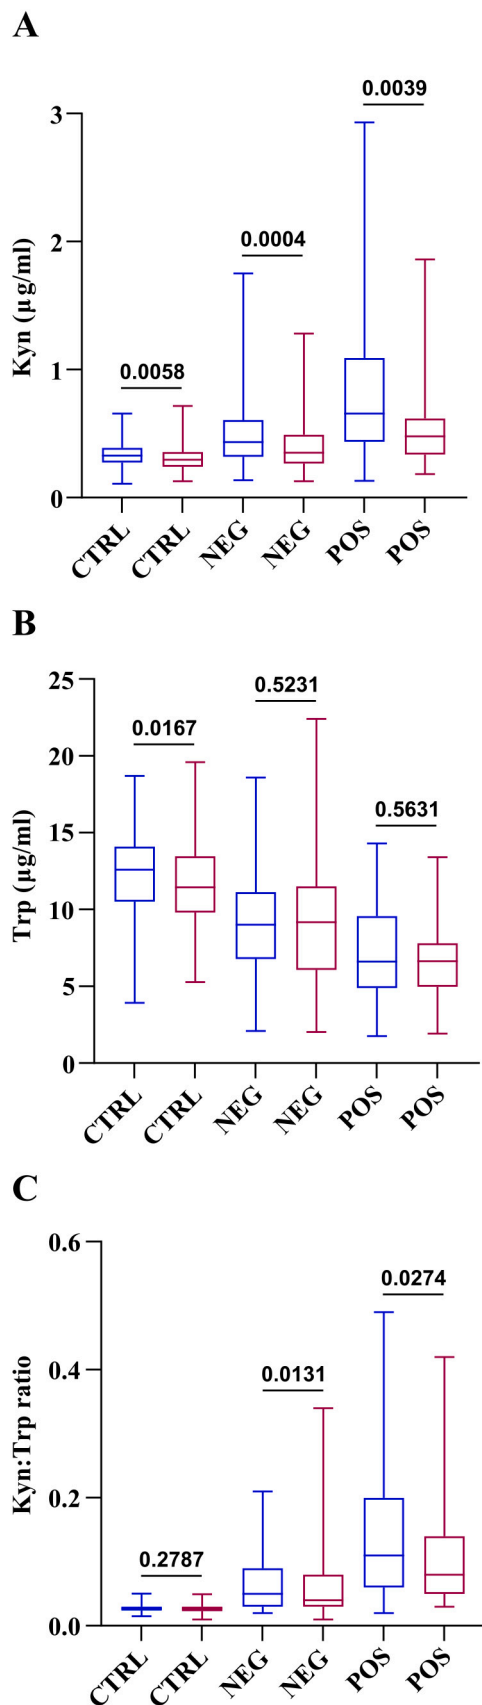 A
0.0039
3
0.0004
2
Kyn (µg/ml)
0.0058
1
0
CTRL CTRL NEG NEG POS POS
B
25
0.5231
0.0167
20
0.5631
15
Trp (µg/ml)
10
5
0
CTRL CTRL NEG NEG POS POS
C
0.6
0.0274
0.4
0.0131
Kyn:Trp ratio
0.2
0.2787
0.0
CTRL CTRL NEG NEG POS POS